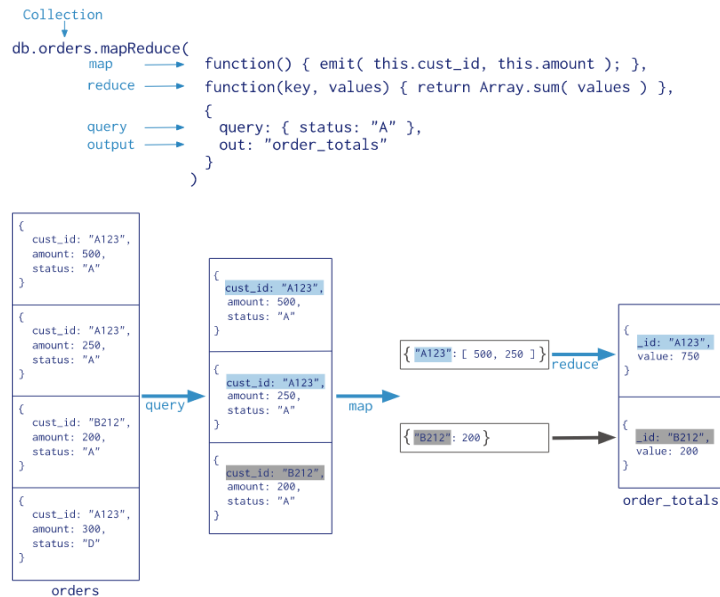 Collection
db.orders.mapReduce(
map
function() { emit( this.cust_id, this.amount ); },
reduce
function(key, values) { return Array.sum( values ) },
{
query
query: { status: "A" },
output
out: "order_totals"
}
)
{
cust_id: "A123",
amount: 500,
status: "A"
}
{
cust_id: "A123",
amount: 250,
status: "A"
}
{
cust_id: "B212",
amount: 200,
status: "A"
}
{
cust_id: "A123",
amount: 300,
status: "D"
}
orders
query
{
cust_id: "A123",
amount: 500,
status: "A"
}
{
cust_id: "A123",
amount: 250,
status: "A"
}
{
cust_id: "B212",
amount: 200,
status: "A"
}
map
{ "A123": [ 500, 250 ] }
{ "B212": 200 }
reduce
{
_id: "A123",
value: 750
}
{
_id: "B212",
value: 200
}
order_totals